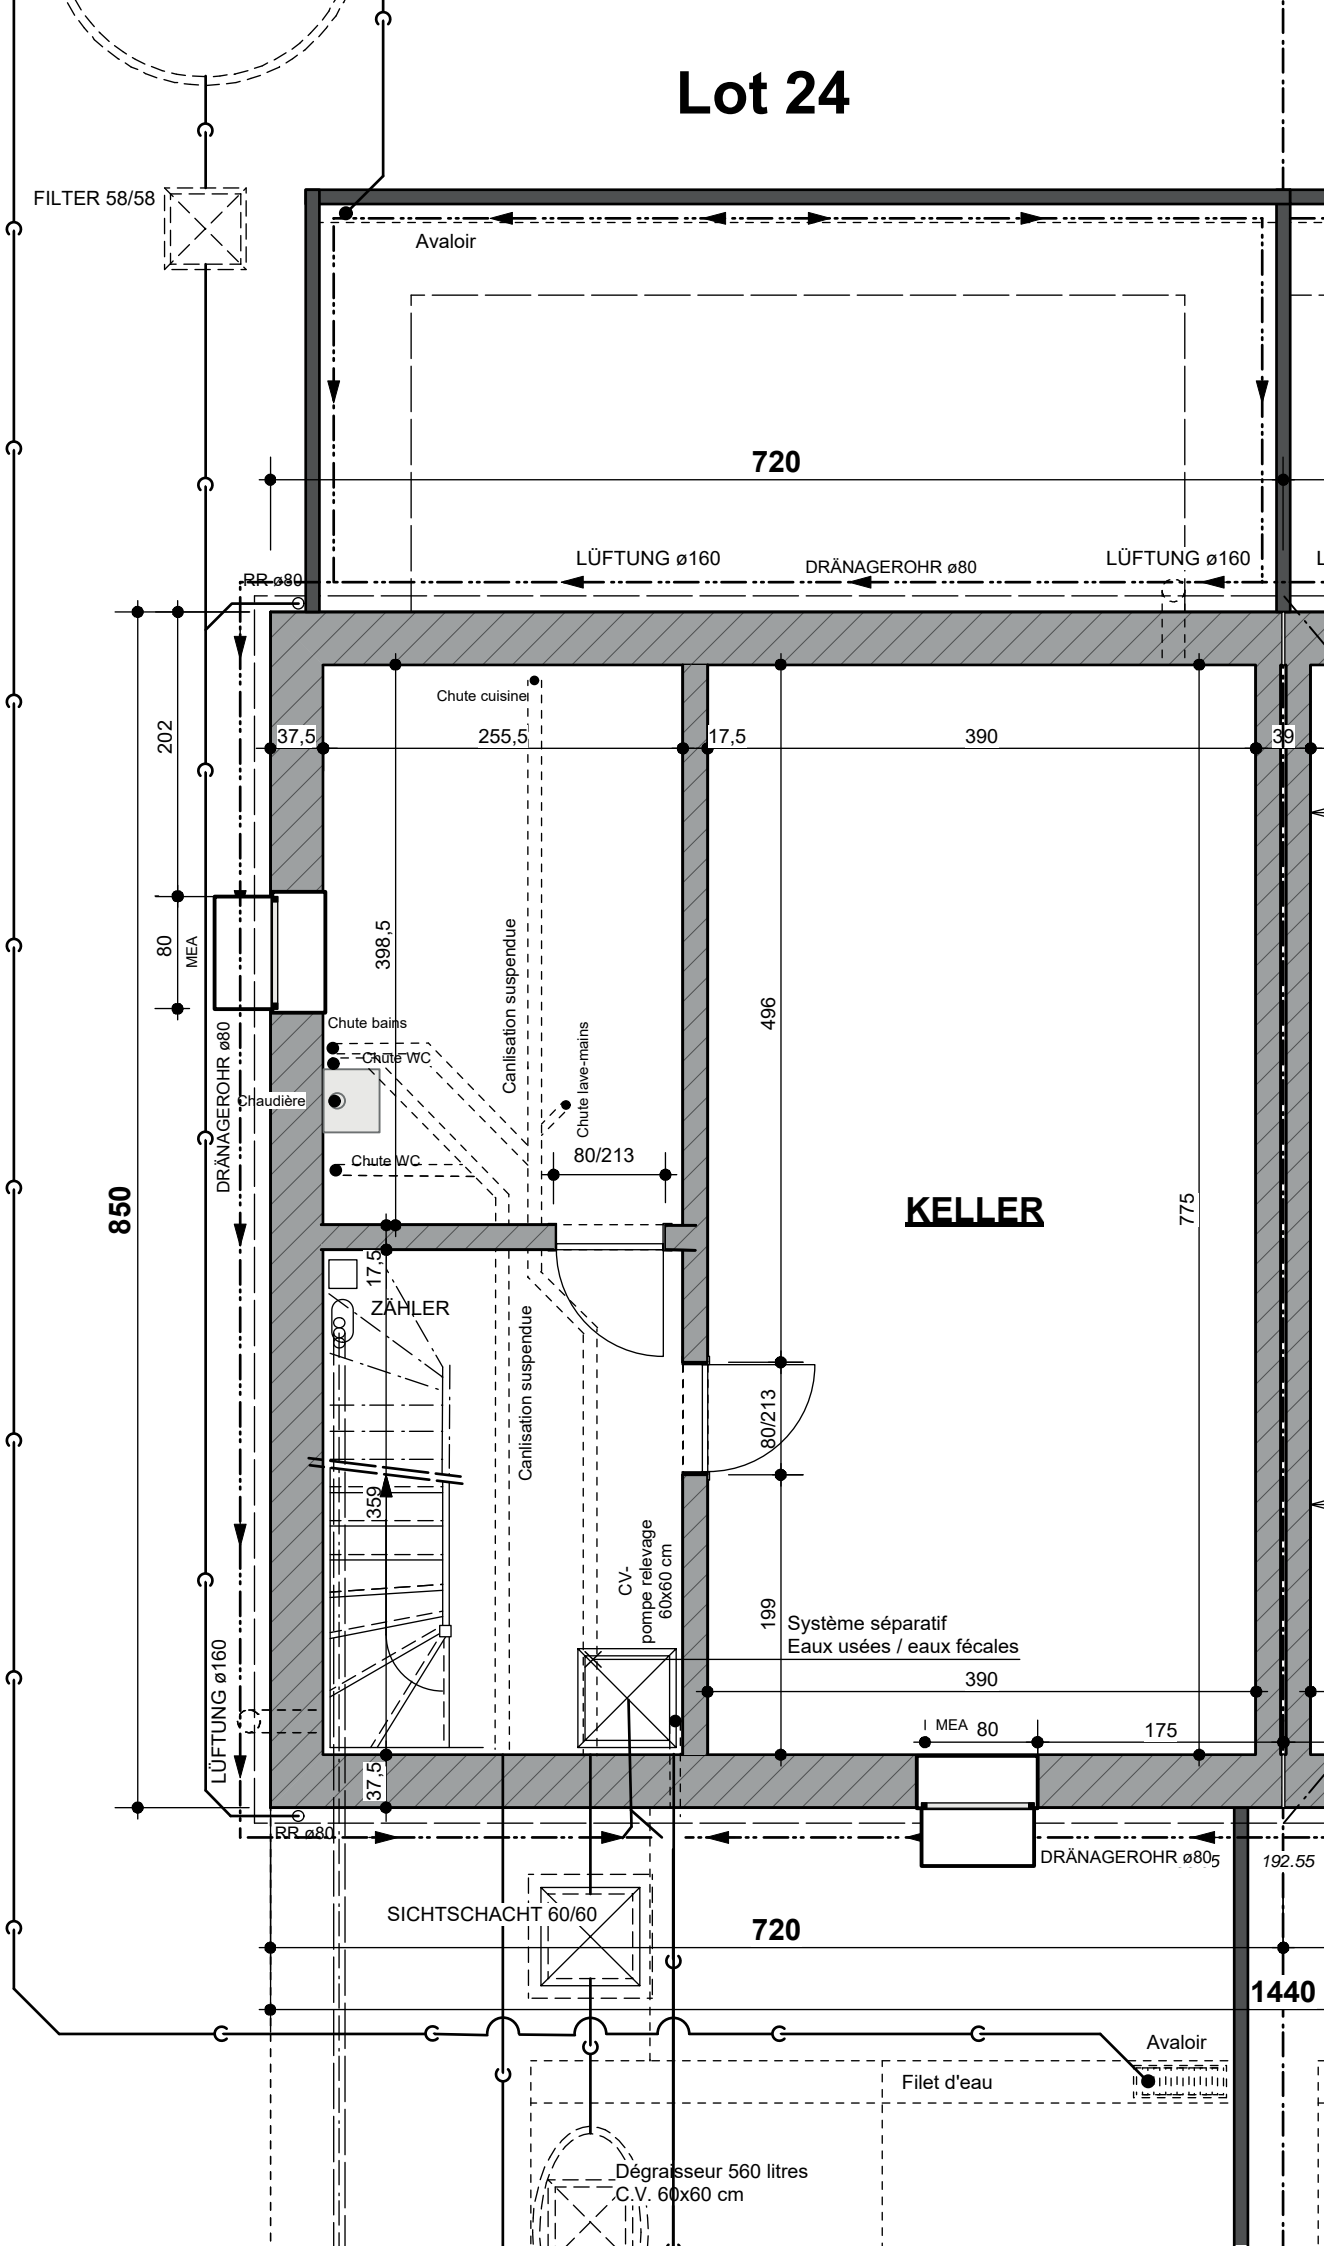 Lot 24
FILTER 58/58
Avaloir
720
LÜFTUNG ø160
DRÄNAGEROHR ø80
LÜFTUNG ø160
RR ø80
Chute cuisine
202
37,5
255,5
17,5
390
39
80
MEA
398,5
Canlisation suspendue
496
Chute bains
Chute WC
Chute lave-mains
DRÄNAGEROHR ø80
Chaudière
80/213
Chute WC
850
KELLER
775
17,5
ZÄHLER
Canlisation suspendue
80/213
359
CV-
pompe relevage
60x60 cm
199
Système séparatif
Eaux usées / eaux fécales
LÜFTUNG ø160
390
MEA
80
175
37,5
RR ø80
DRÄNAGEROHR ø80
192.55
SICHTSCHACHT 60/60
720
1440
Avaloir
Filet d'eau
Dégraisseur 560 litres
C.V. 60x60 cm